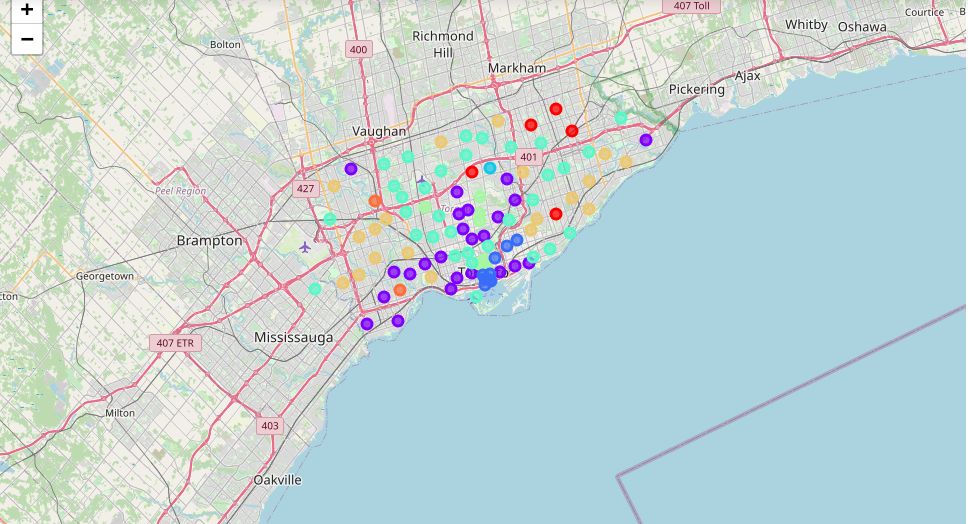 +
−
407 Toll
Courtice
Whitby
Oshawa
Bolton
Richmond
Hill
400
Markham
Ajax
Pickering
Vaughan
401
427
Peel Region
Brampton
Georgetown
Mississauga
407 ETR
Milton
403
Oakville